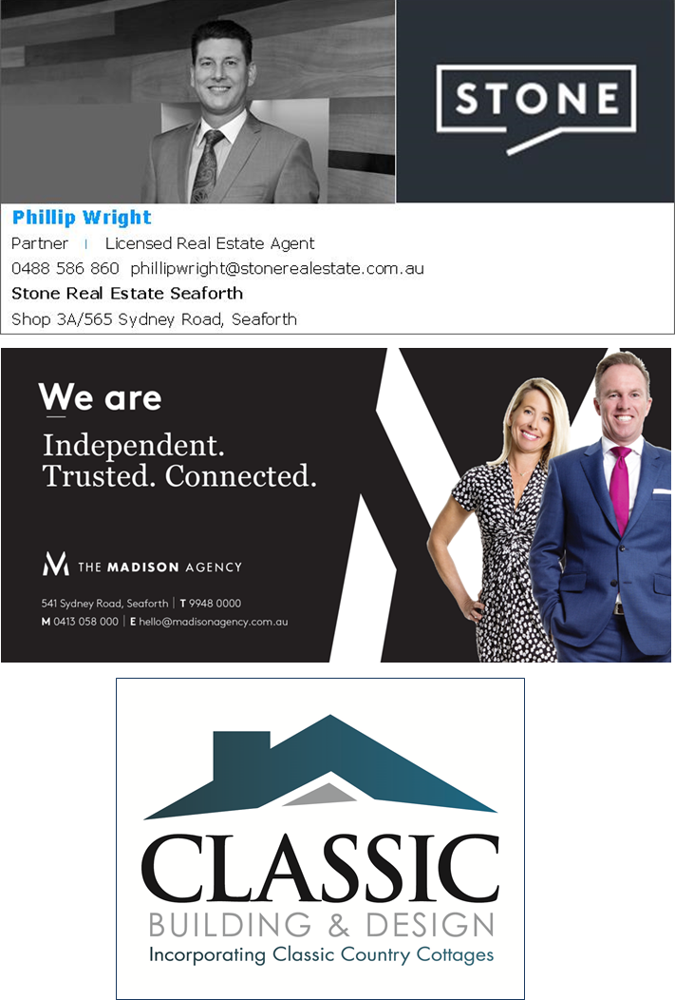 STONE
Phillip Wright
Partner | Licensed Real Estate Agent
0488 586 860 phillipwright@stonerealestate.com.au
Stone Real Estate Seaforth
Shop 3A/565 Sydney Road, Seaforth
We are
Independent.
Trusted. Connected.
THE MADISON AGENCY
541 Sydney Road, Seaforth | T 9948 0000
M 0413 058 000 | E hello@madisonagency.com.au
CLASSIC
BUILDING & DESIGN
Incorporating Classic Country Cottages